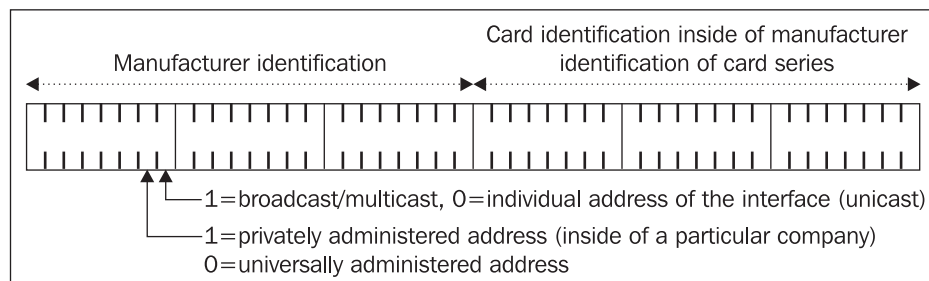 Card identification inside of manufacturer
Manufacturer identification
identification of card series
1=broadcast/multicast, 0=individual address of the interface (unicast)
1=privately administered address (inside of a particular company)
0=universally administered address